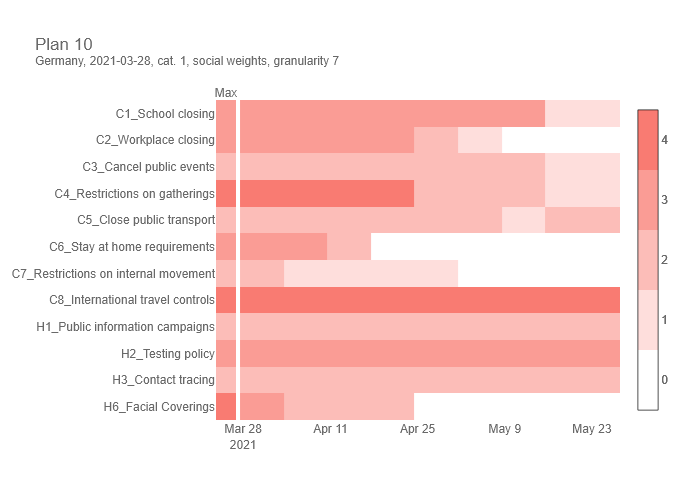 Plan 10
Germany, 2021-03-28, cat. 1, social weights, granularity 7
Max
C1_School closing
C2_Workplace closing
C3_Cancel public events
C4_Restrictions on gatherings
C5_Close public transport
C6_Stay at home requirements
C7_Restrictions on internal movement
C8_International travel controls
H1_Public information campaigns
H2_Testing policy
H3_Contact tracing
H6_Facial Coverings
4
3
2
1
0
Mar 28 Apr 11 Apr 25 May 9 May 23
2021